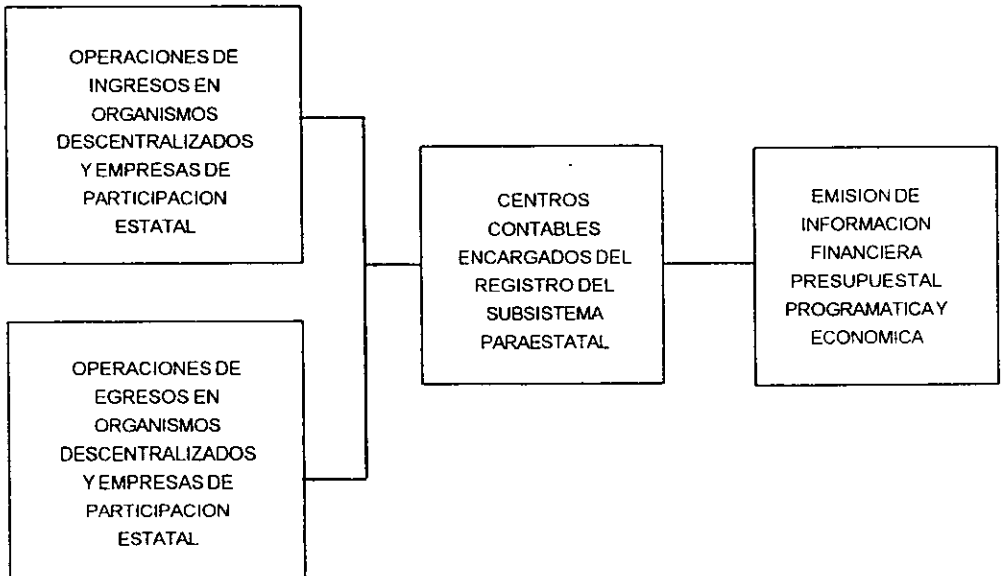 OPERACIONES DE
INGRESOS EN
ORGANISMOS
DESCENTRALIZADOS
Y EMPRESAS DE
PARTICIPACION
ESTATAL
OPERACIONES DE
EGRESOS EN
ORGANISMOS
DESCENTRALIZADOS
Y EMPRESAS DE
PARTICIPACION
ESTATAL
CENTROS
CONTABLES
ENCARGADOS DEL
REGISTRO DEL
SUBSISTEMA
PARAESTATAL
EMISION DE
INFORMACION
FINANCIERA
PRESUPUESTAL
PROGRAMATICA Y
ECONOMICA